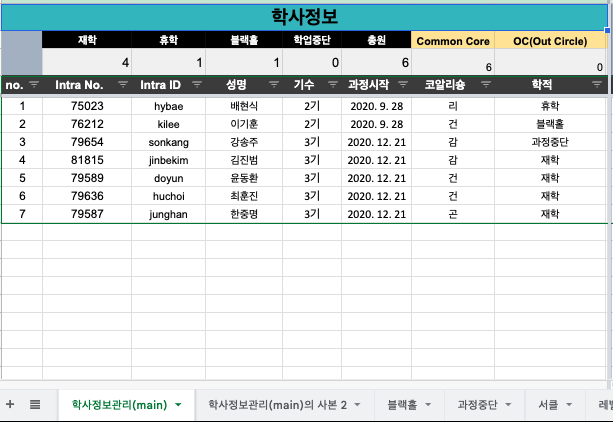 학사정보
재학 휴학 블랙홀 학업중단 총원 Common Core OC(Out Circle)
4 1 1 0 6 6 0
no. Intra No. Intra ID 성명 기수 과정시작 코알리숑 학적
1 75023 hybae 배현식 2기 2020. 9. 28 리 휴학
2 76212 kilee 이기훈 2기 2020. 9. 28 건 블랙홀
3 79654 sonkang 강송주 3기 2020. 12. 21 감 과정중단
4 81815 jinbekim 김진범 3기 2020. 12. 21 감 재학
5 79589 doyun 윤동환 3기 2020. 12. 21 건 재학
6 79636 huchoi 최훈진 3기 2020. 12. 21 건 재학
7 79587 junghan 한중명 3기 2020. 12. 21 곤 재학
학사정보관리(main) 학사정보관리(main)의 사본 2 블랙홀 과정중단 서클 레벨